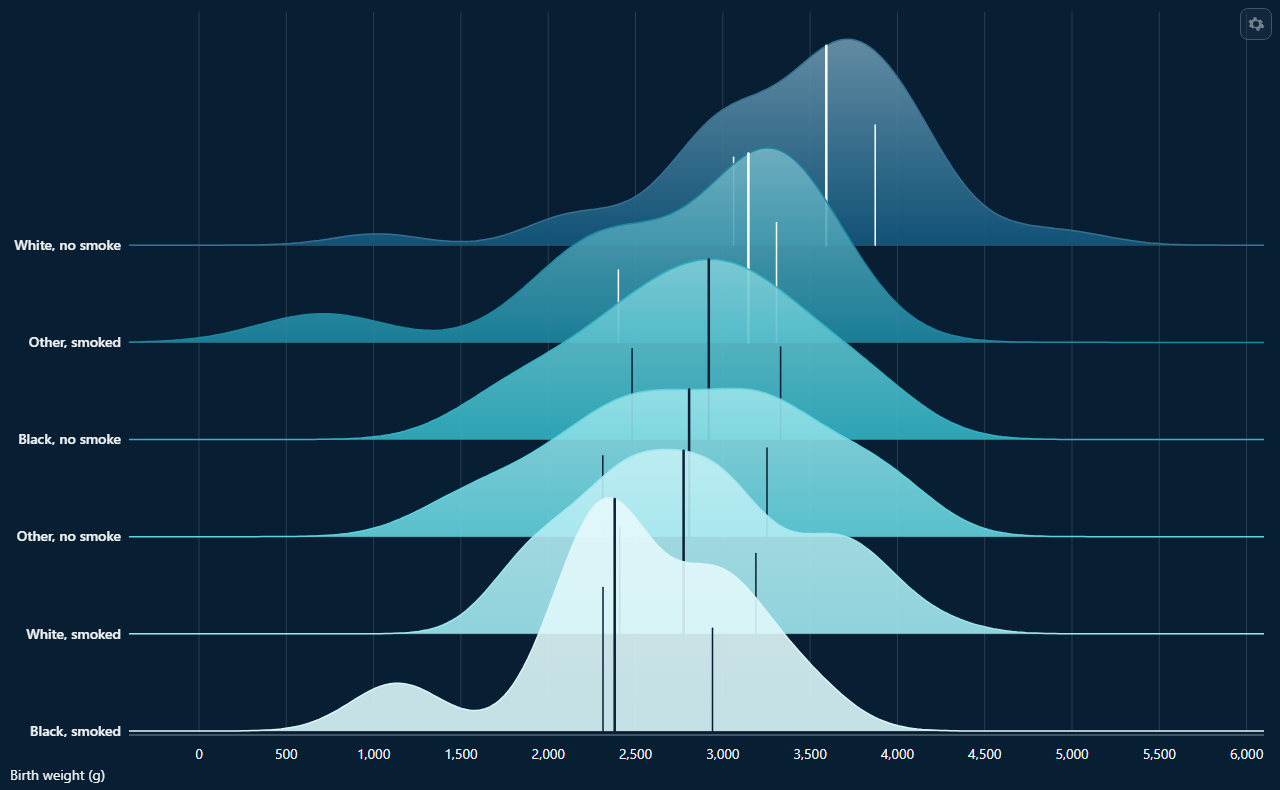 White, no smoke
Other, smoked
Black, no smoke
Other, no smoke
White, smoked
Black, smoked
0 500 1,000 1,500 2,000 2,500 3,000 3,500 4,000 4,500 5,000 5,500 6,000
Birth weight (g)